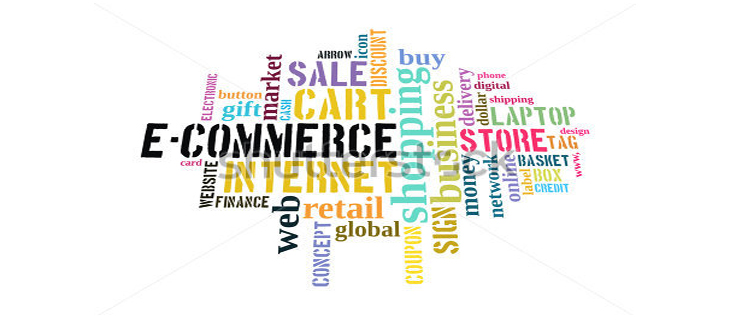 ARROW
icon
DISCOUNT
buy
SALE
market
ELECTRONIC
button
gift
CASH
CART
shopping
business
delivery
phone
digital
dollar
shipping
LAPTOP
E-COMMERCE
STORE
TAG
design
card
shutterstock
WEBSITE
INTERNET
money
network
online
BASKET
www.
label
BOX
CREDIT
FINANCE
web
retail
global
SIGN
CONCEPT
COUPON